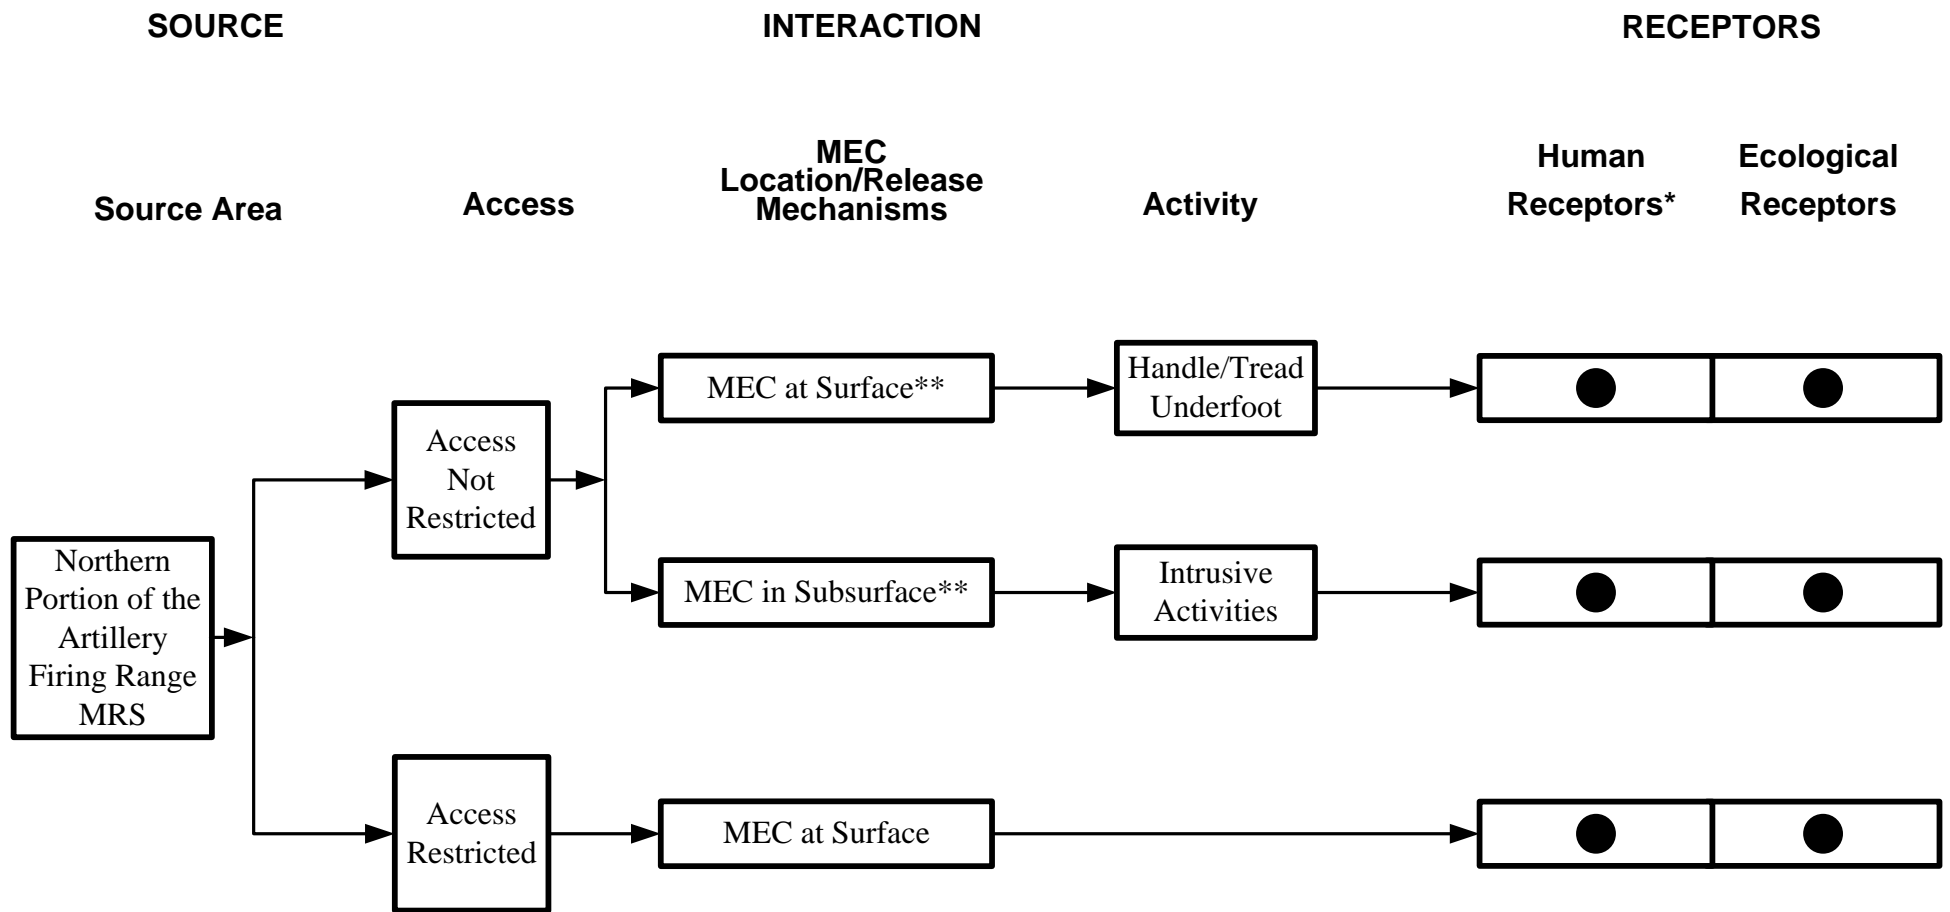 SOURCE
INTERACTION
RECEPTORS
Source Area
Access
MEC
Location/Release
Mechanisms
Activity
Human
Receptors*
Ecological
Receptors
Northern
Portion of the
Artillery
Firing Range
MRS
Access
Not
Restricted
MEC at Surface**
Handle/Tread
Underfoot
MEC in Subsurface**
Intrusive
Activities
Access
Restricted
MEC at Surface